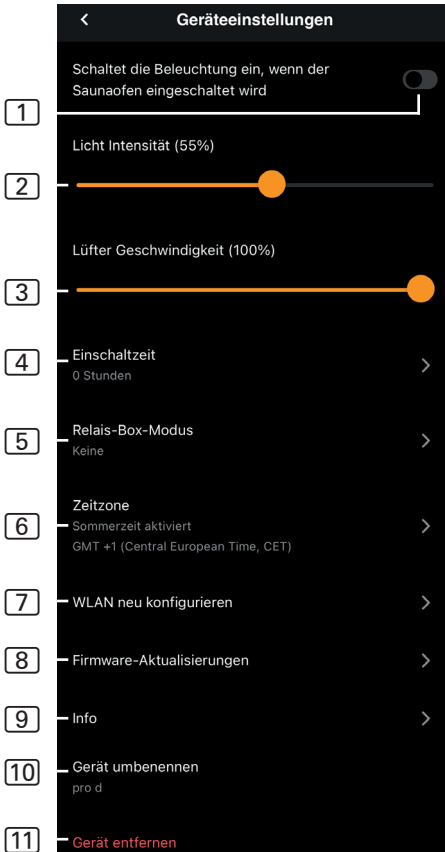 Geräteeinstellungen
Schaltet die Beleuchtung ein, wenn der
Saunaofen eingeschaltet wird
1
Licht Intensität (55%)
2
Lüfter Geschwindigkeit (100%)
3
4
Einschaltzeit
0 Stunden
5
Relais-Box-Modus
Keine
6
Zeitzone
Sommerzeit aktiviert
GMT +1 (Central European Time, CET)
7
WLAN neu konfigurieren
8
Firmware-Aktualisierungen
9
Info
10
Gerät umbenennen
pro d
11
Gerät entfernen